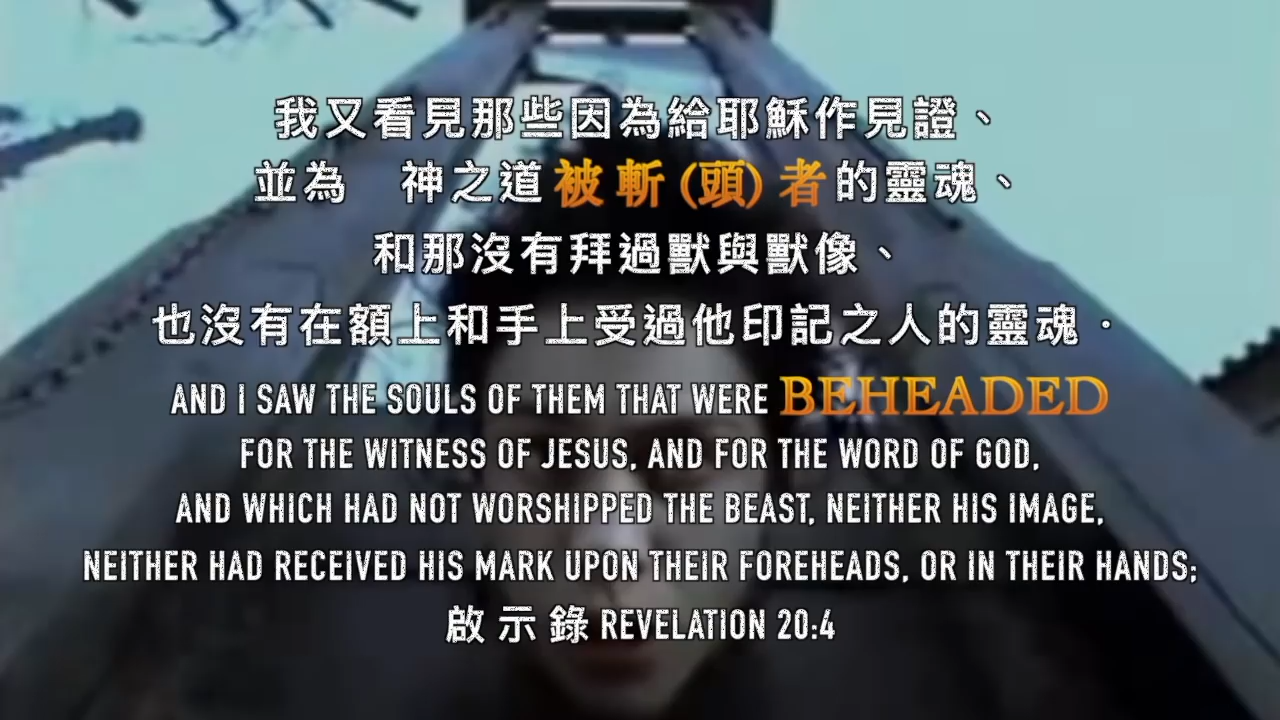 我又看見那些因為給耶穌作見證、
並為　神之道被斬(頭)者的靈魂、
和那沒有拜過獸與獸像、
也沒有在額上和手上受過他印記之人的靈魂．
AND I SAW THE SOULS OF THEM THAT WERE BEHEADED
FOR THE WITNESS OF JESUS, AND FOR THE WORD OF GOD,
AND WHICH HAD NOT WORSHIPPED THE BEAST, NEITHER HIS IMAGE,
NEITHER HAD RECEIVED HIS MARK UPON THEIR FOREHEADS, OR IN THEIR HANDS;
啟示錄 REVELATION 20:4